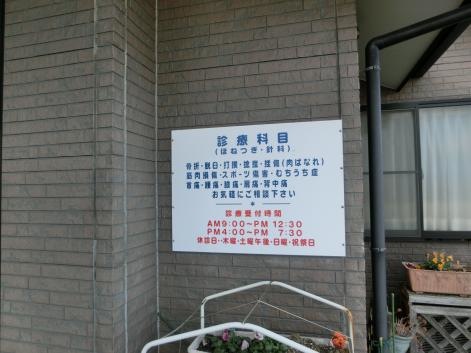 診療科目
(ほねつぎ・針科)
骨折・脱臼・打撲・捻挫・挫傷(肉ばなれ)
筋肉損傷・スポーツ傷害・むちうち症
首痛・腰痛・膝痛・肩痛・背中痛
お気軽にご相談下さい
診療受付時間
AM9:00〜PM12:30
PM4:00〜PM 7:30
休診日・・木曜・土曜午後・日曜・祝祭日